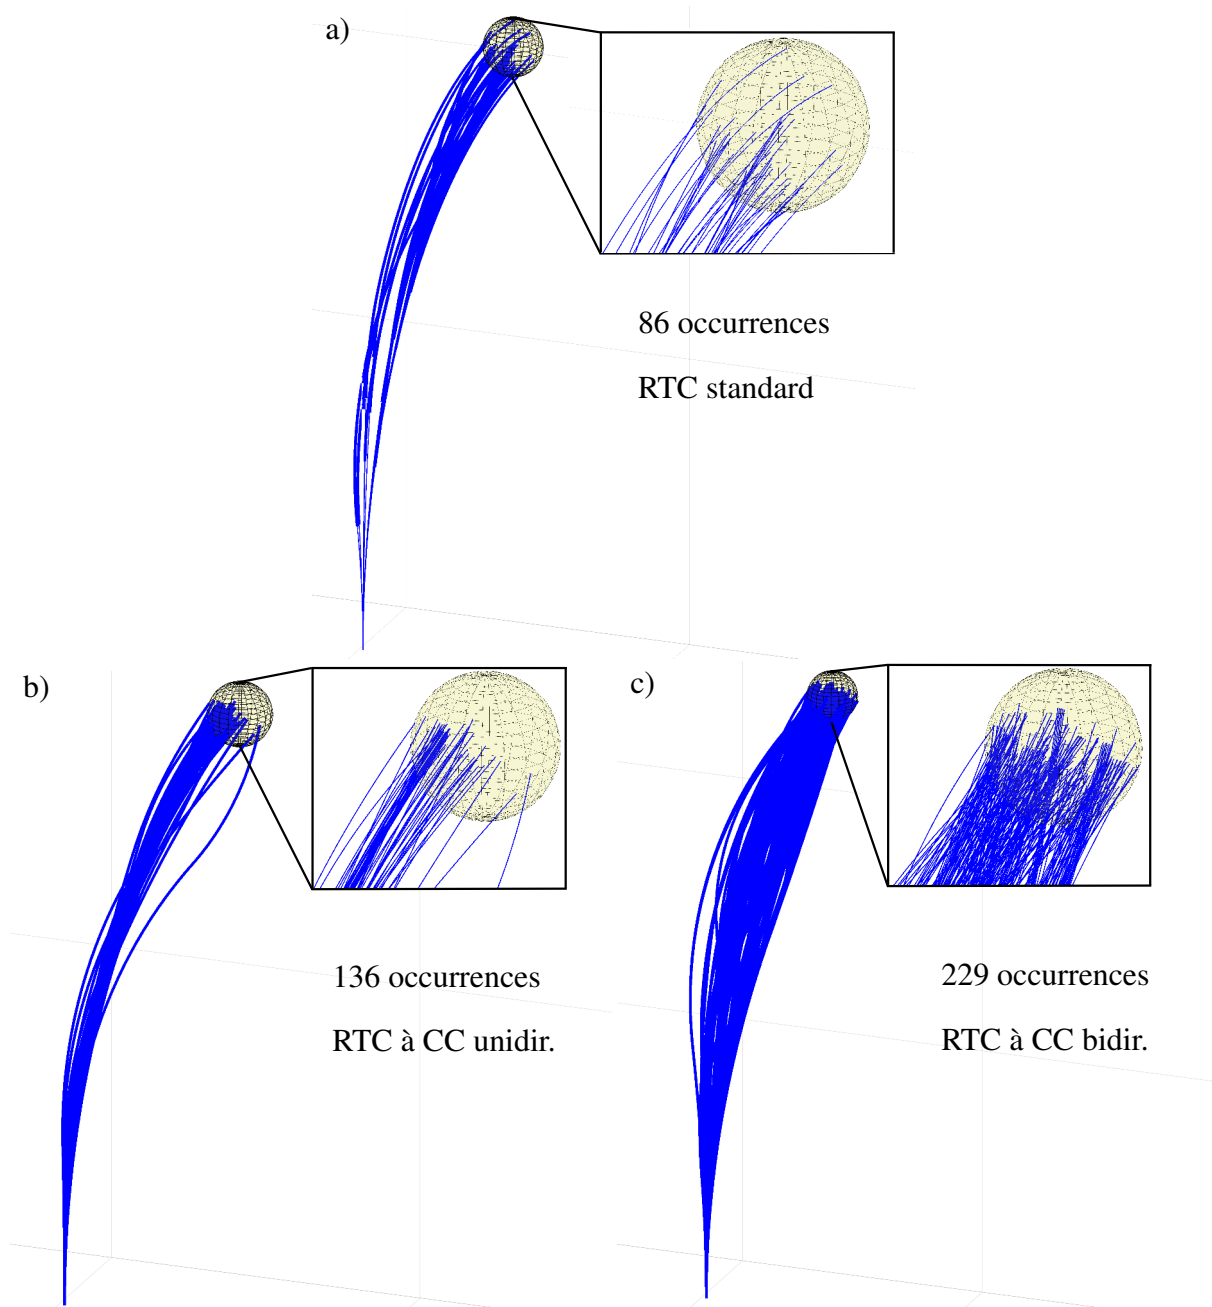 a)
86 occurrences
RTC standard
b)
136 occurrences
RTC à CC unidir.
c)
229 occurrences
RTC à CC bidir.